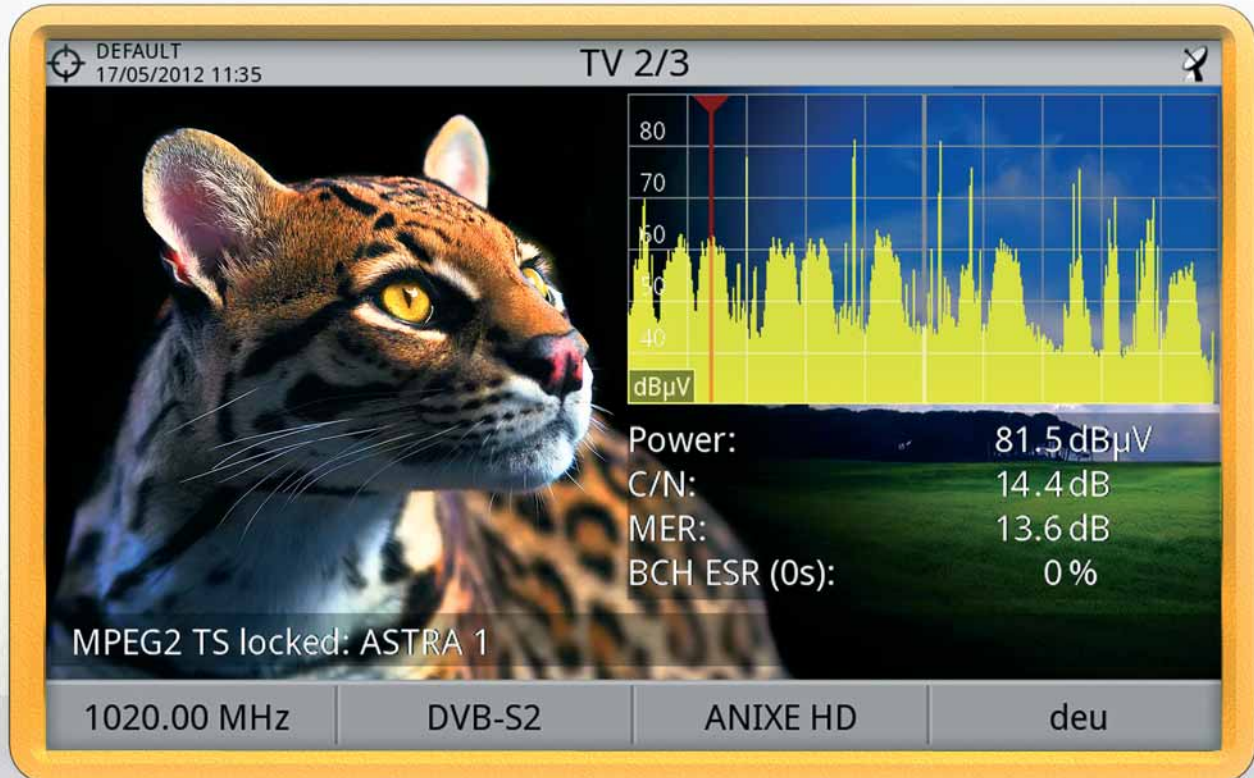 DEFAULT
17/05/2012 11:35
TV 2/3
80
70
60
50
40
dBµV
Power: 81.5 dBµV
C/N: 14.4 dB
MER: 13.6 dB
BCH ESR (0s): 0 %
MPEG2 TS locked: ASTRA 1
1020.00 MHz
DVB-S2
ANIXE HD
deu